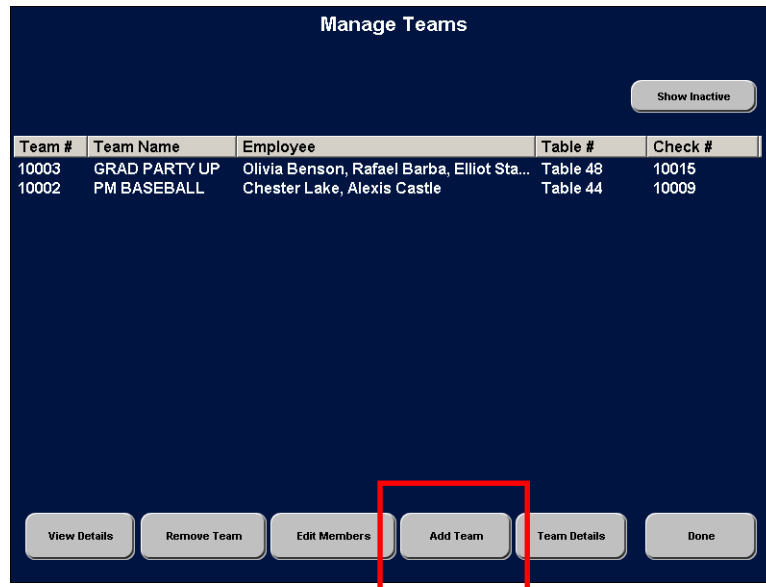 Manage Teams
Show Inactive
Team # Team Name Employee Table # Check #
10003 GRAD PARTY UP Olivia Benson, Rafael Barba, Elliot Sta... Table 48 10015
10002 PM BASEBALL Chester Lake, Alexis Castle Table 44 10009
View Details Remove Team Edit Members Add Team Team Details Done